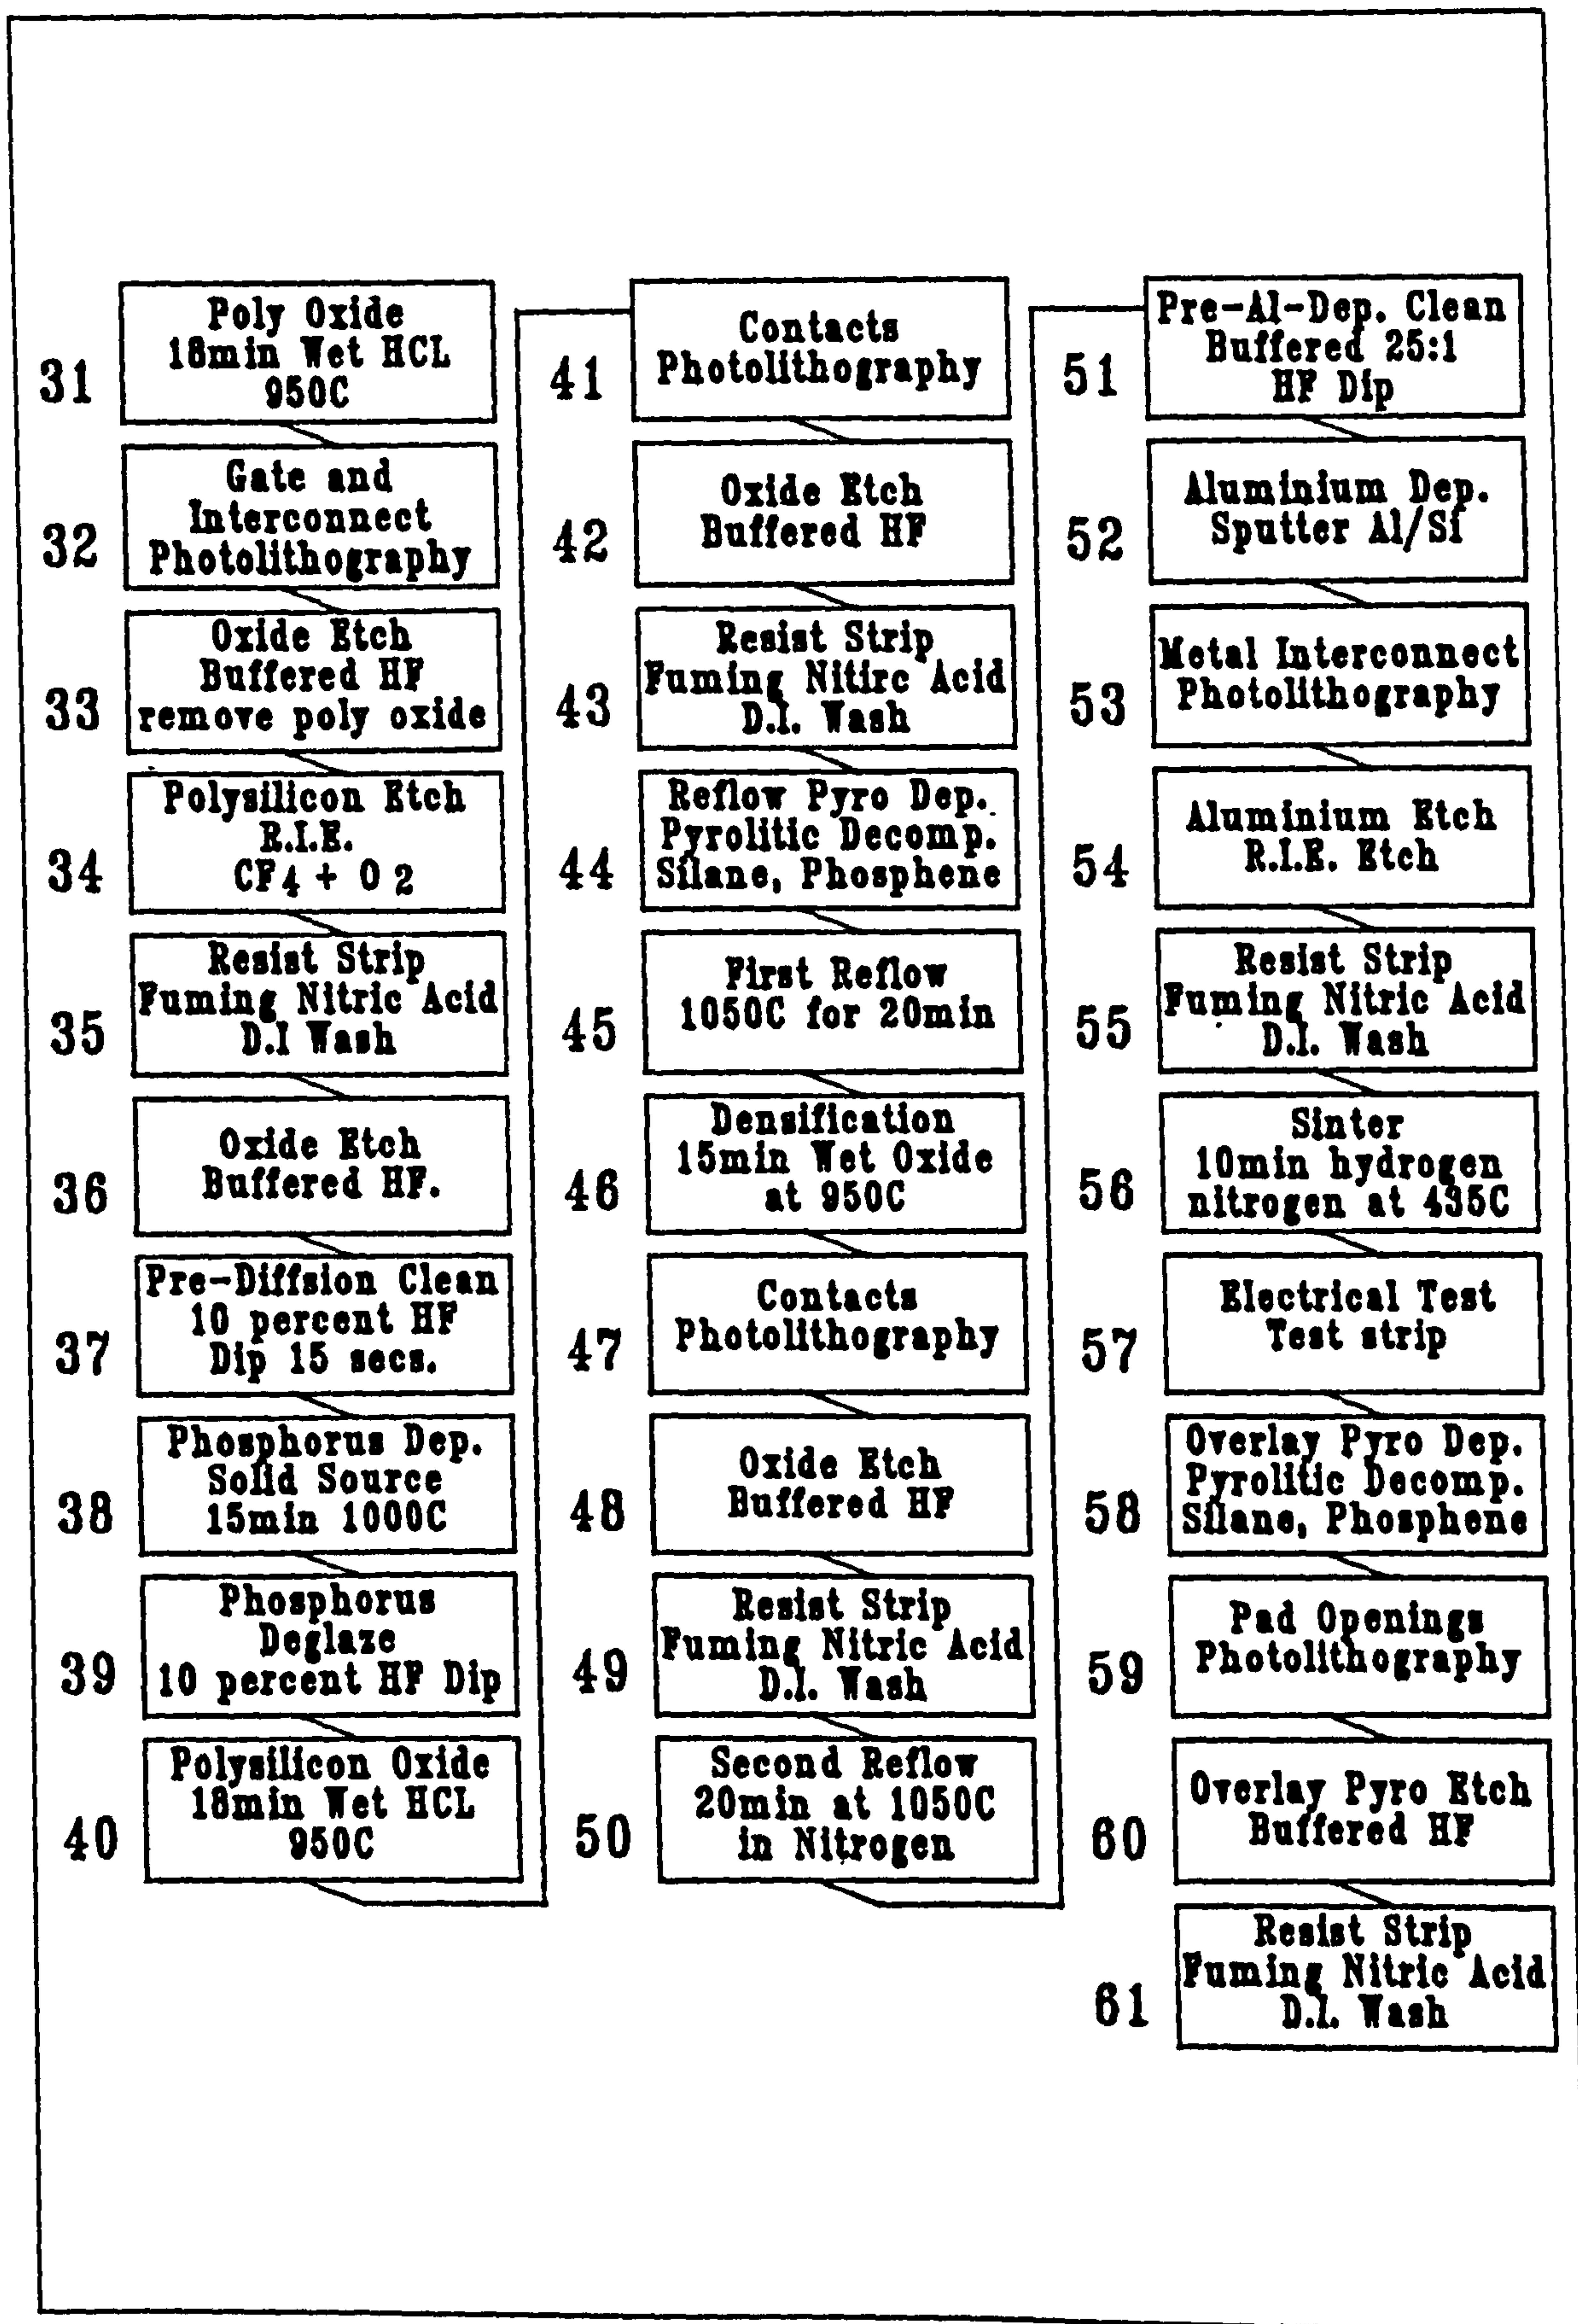 31
Poly Oxide
18min Wet HCL
950C
32
Gate and
Interconnect
Photolithography
33
Oxide Etch
Buffered HF
remove poly oxide
34
Polysilicon Etch
R.I.E.
CF4 + O 2
35
Resist Strip
Fuming Nitric Acid
D.I Wash
36
Oxide Etch
Buffered HF.
37
Pre-Diffsion Clean
10 percent HF
Dip 15 secs.
38
Phosphorus Dep.
Solid Source
15min 1000C
39
Phosphorus
Deglaze
10 percent HF Dip
40
Polysilicon Oxide
18min Wet HCL
950C
41
Contacts
Photolithography
42
Oxide Etch
Buffered HF
43
Resist Strip
Fuming Nitirc Acid
D.I. Wash
44
Reflow Pyro Dep.
Pyrolitic Decomp.
Silane, Phosphene
45
First Reflow
1050C for 20min
46
Densification
15min Wet Oxide
at 950C
47
Contacts
Photolithography
48
Oxide Etch
Buffered HF
49
Resist Strip
Fuming Nitric Acid
D.I. Wash
50
Second Reflow
20min at 1050C
in Nitrogen
51
Pre-Al-Dep. Clean
Buffered 25:1
HF Dip
52
Aluminium Dep.
Sputter Al/Si
53
Metal Interconnect
Photolithography
54
Aluminium Etch
R.I.E. Etch
55
Resist Strip
Fuming Nitric Acid
D.I. Wash
56
Sinter
10min hydrogen
nitrogen at 435C
57
Electrical Test
Test strip
58
Overlay Pyro Dep.
Pyrolitic Decomp.
Silane, Phosphene
59
Pad Openings
Photolithography
60
Overlay Pyro Etch
Buffered HF
61
Resist Strip
Fuming Nitric Acid
D.I. Wash